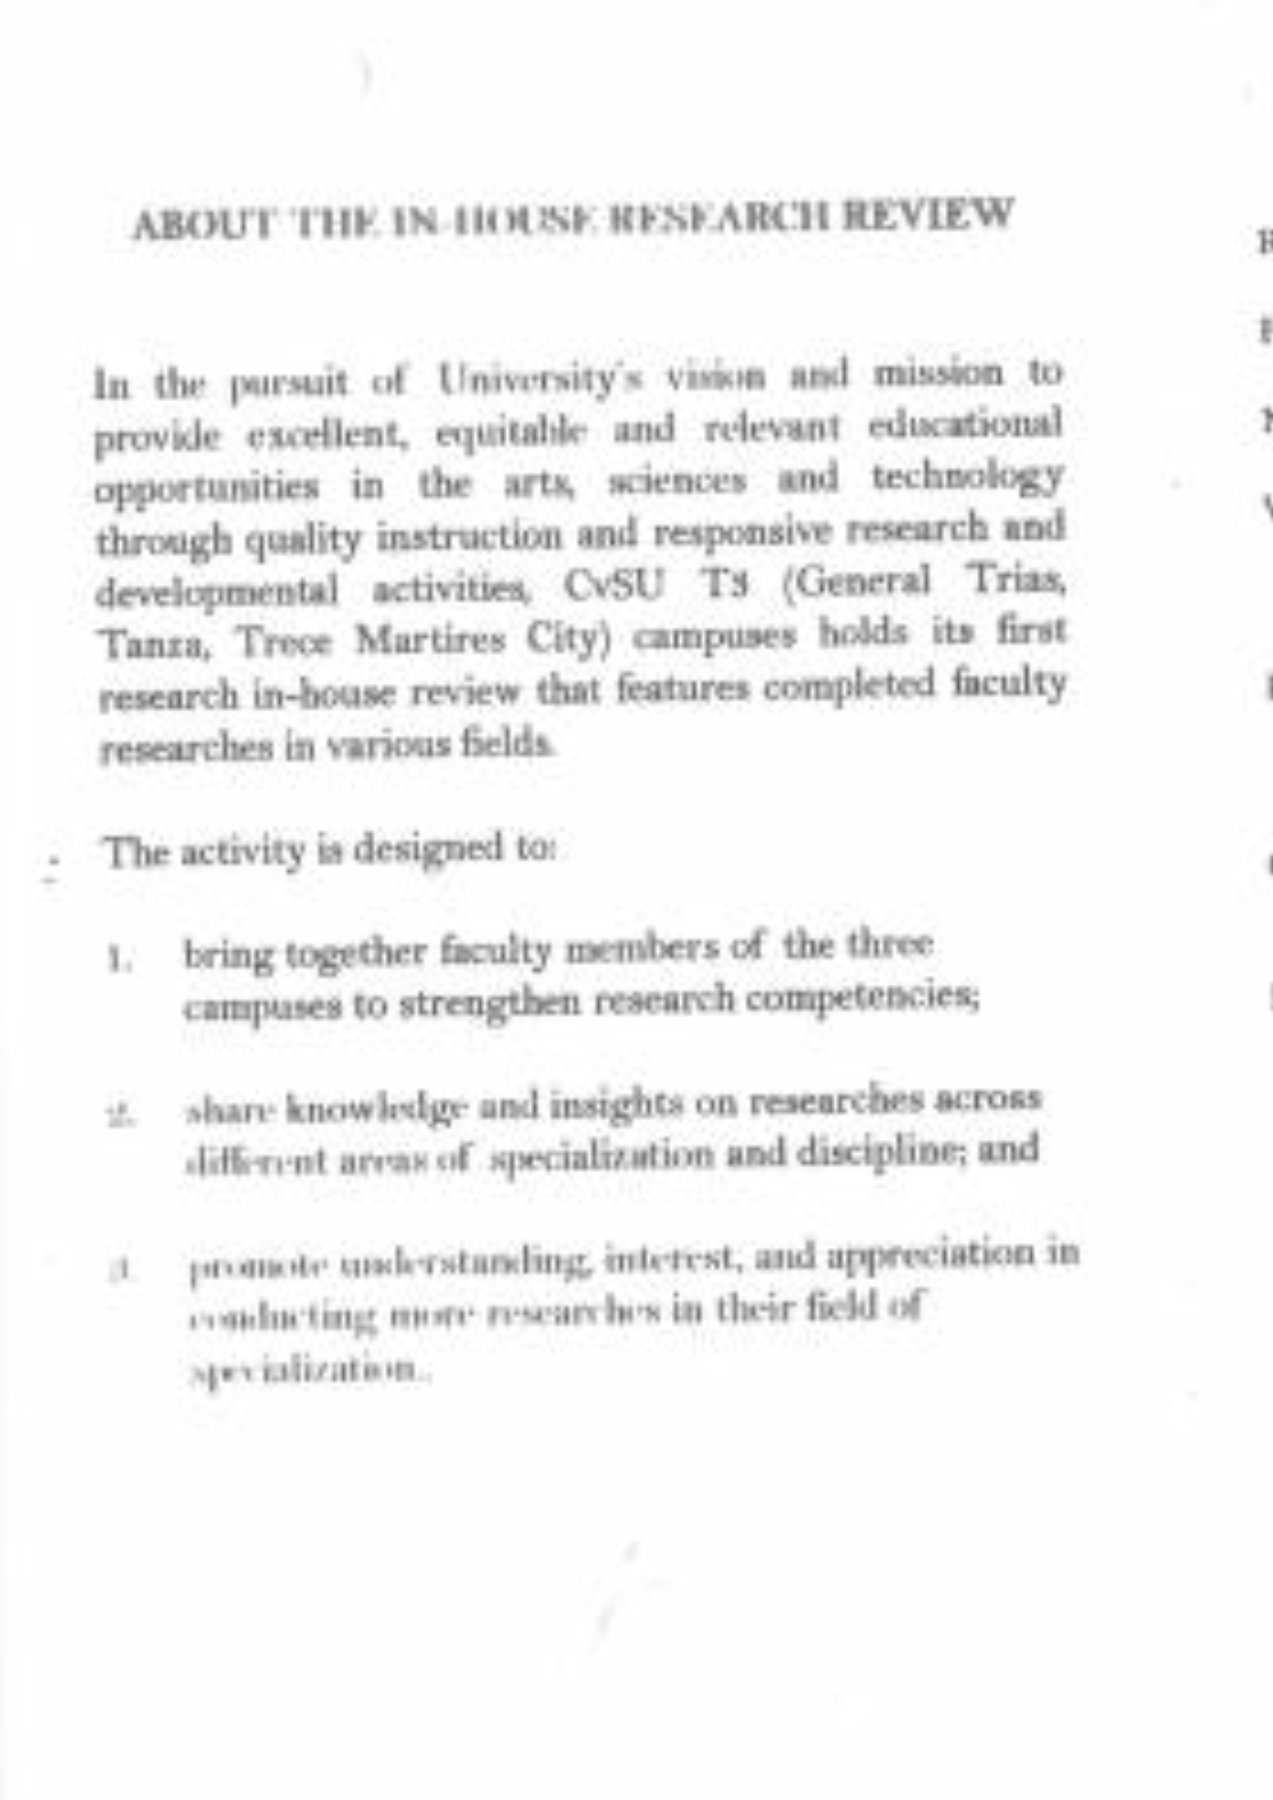 ABOUT THE IN-HOUSE RESEARCH REVIEW
In the pursuit of University's vision and mission to
provide excellent, equitable and relevant educational
opportunities in the arts, sciences and technology
through quality instruction and responsive research and
developmental activities, CvSU T3 (General Trias,
Tanza, Trece Martires City) campuses holds its first
research in-house review that features completed faculty
researches in various fields.
The activity is designed to:
1. bring together faculty members of the three
campuses to strengthen research competencies;
2. share knowledge and insights on researches across
different areas of specialization and discipline; and
3. promote understanding, interest, and appreciation in
conducting more researches in their field of
specialization..